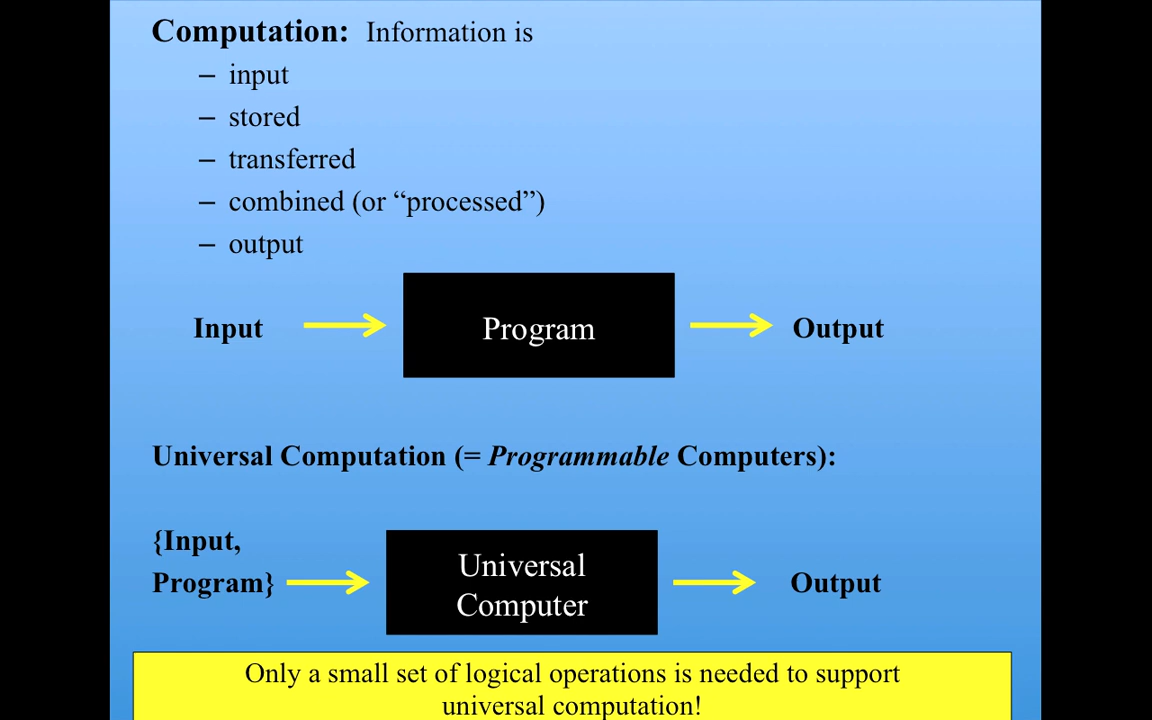 Computation: Information is
– input
– stored
– transferred
– combined (or “processed”)
– output
Input Program Output
Universal Computation (= Programmable Computers):
{Input,
Program}
Universal
Computer
Output
Only a small set of logical operations is needed to support
universal computation!